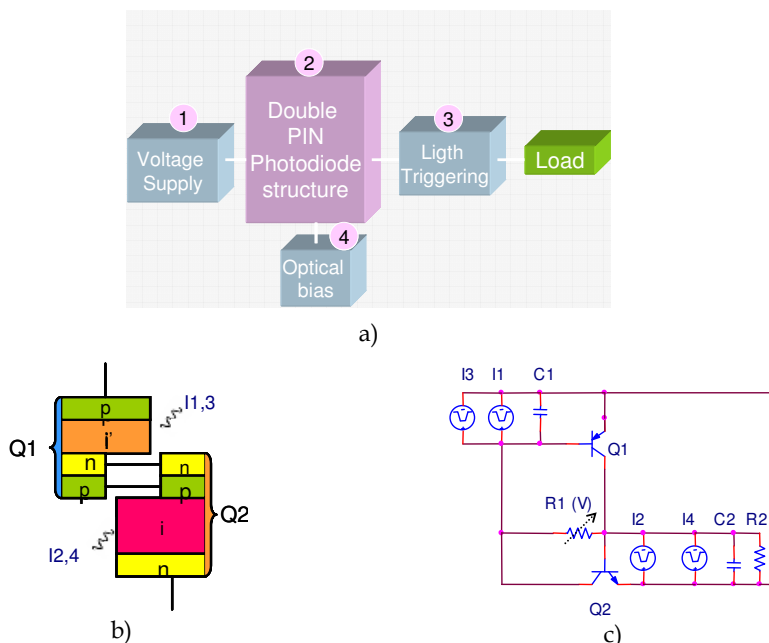 1
Voltage
Supply
2
Double
PIN
Photodiode
structure
3
Ligth
Triggering
Load
4
Optical
bias
a)
Q1
p
i'
n
p
I1,3
n
p
i
n
Q2
I2,4
b)
I3 I1 C1
Q1
R1 (V)
I2 I4 C2 R2
Q2
c)